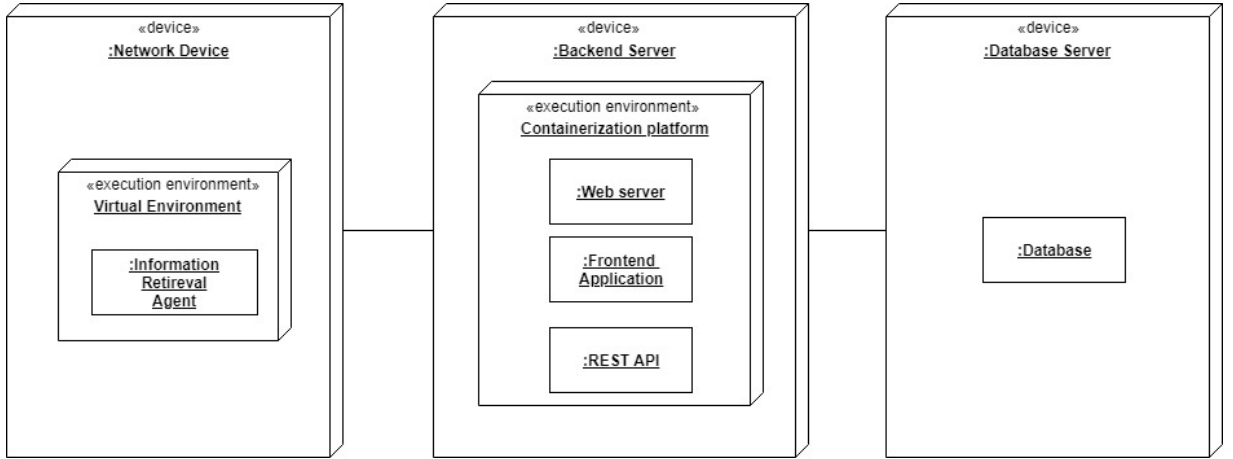 «device»
:Network Device
«execution environment»
Virtual Environment
:Information
Retireval
Agent
«device»
:Backend Server
«execution environment»
Containerization platform
:Web server
:Frontend
Application
:REST API
«device»
:Database Server
:Database